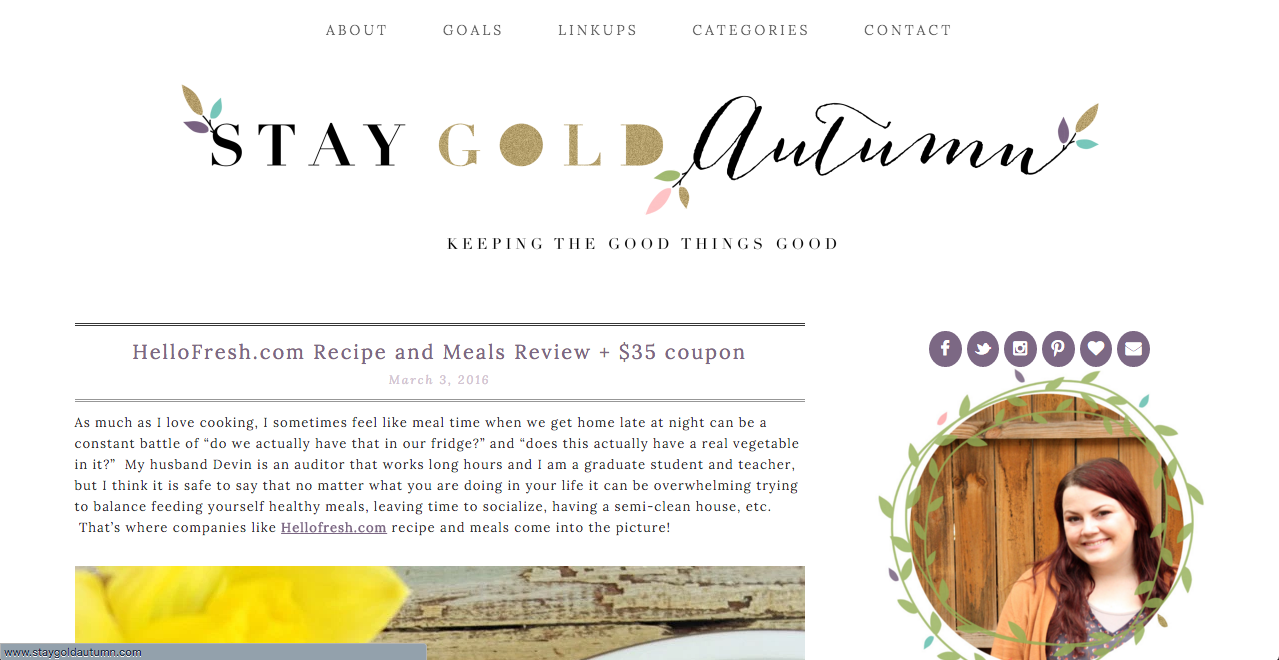 ABOUT GOALS LINKUPS CATEGORIES CONTACT
STAY GOLD Autumn
KEEPING THE GOOD THINGS GOOD
HelloFresh.com Recipe and Meals Review + $35 coupon
March 3, 2016
As much as I love cooking, I sometimes feel like meal time when we get home late at night can be a
constant battle of “do we actually have that in our fridge?” and “does this actually have a real vegetable
in it?”  My husband Devin is an auditor that works long hours and I am a graduate student and teacher,
but I think it is safe to say that no matter what you are doing in your life it can be overwhelming trying
to balance feeding yourself healthy meals, leaving time to socialize, having a semi-clean house, etc.
That’s where companies like Hellofresh.com recipe and meals come into the picture!
www.staygoldautumn.com